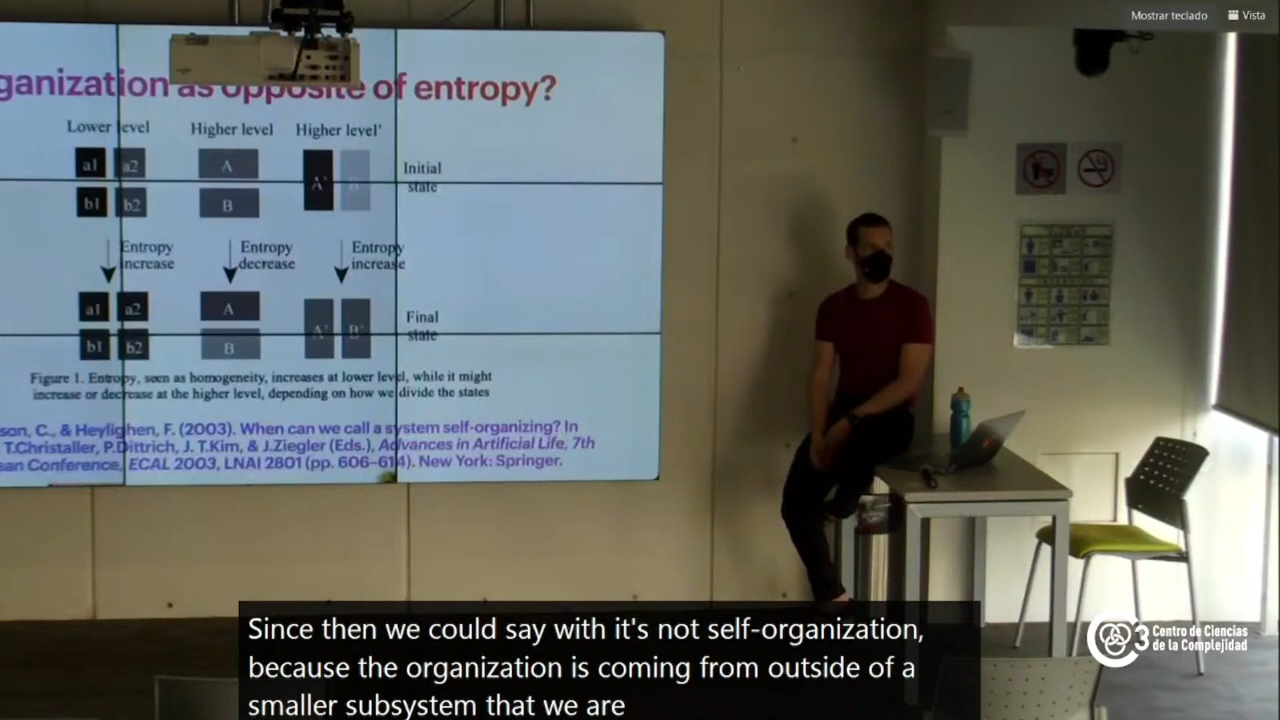 Mostrar teclado Vista
ganization as opposite of entropy?
Lower level Higher level Higher level'
a1 a2 A A' B' Initial
state
b1 b2 B
Entropy
increase Entropy
decrease Entropy
increase
a1 a2 A A' B' Final
state
b1 b2 B
Figure 1. Entropy, seen as homogeneity, increases at lower level, while it might
increase or decrease at the higher level, depending on how we divide the states
son, C., & Heylighen, F. (2003). When can we call a system self-organizing? In
T.Christaller, P.Dittrich, J. T.Kim, & J.Ziegler (Eds.), Advances in Artificial Life, 7th
ean Conference, ECAL 2003, LNAI 2801 (pp. 606–614). New York: Springer.
Since then we could say with it's not self-organization,
because the organization is coming from outside of a
smaller subsystem that we are
C3 Centro de Ciencias
de la Complejidad